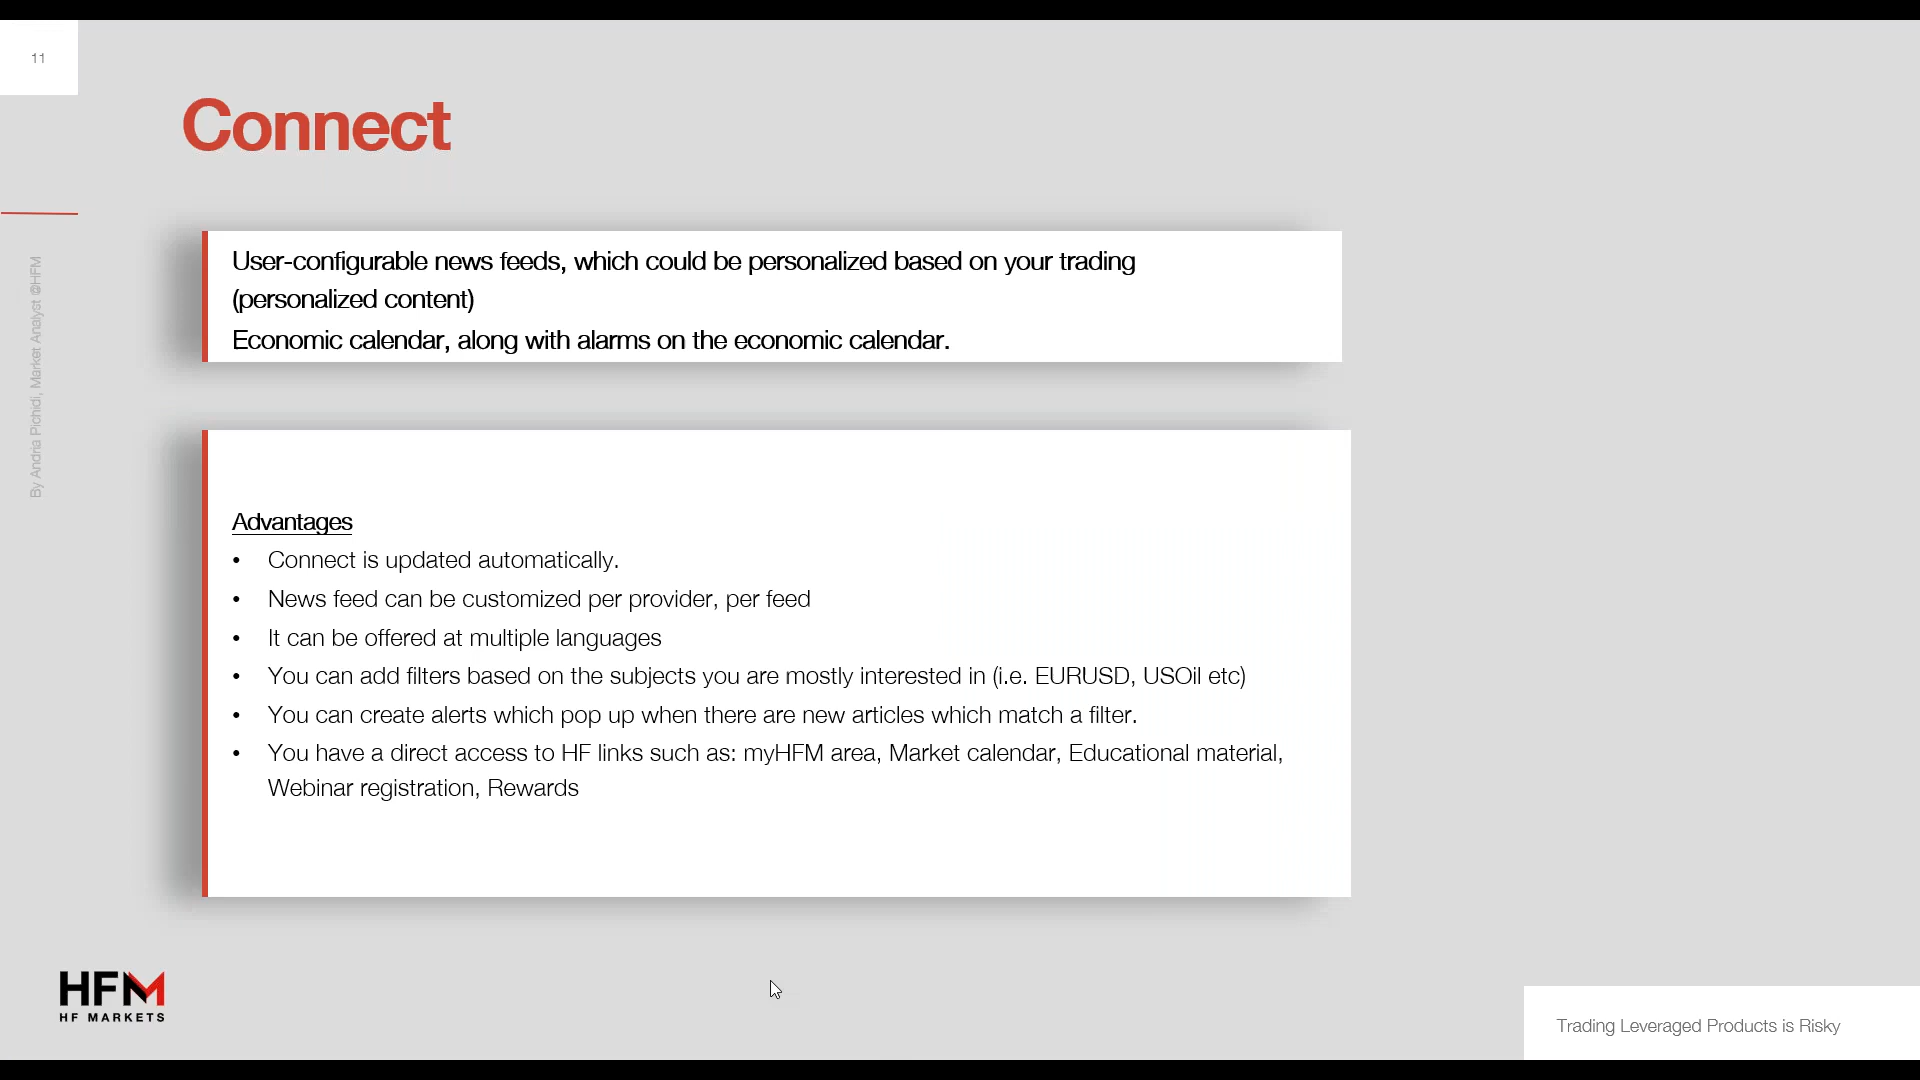 11
Connect
By Andria Pichidi, Market Analyst @HFM
User-configurable news feeds, which could be personalized based on your trading
(personalized content)
Economic calendar, along with alarms on the economic calendar.
Advantages
• Connect is updated automatically.
• News feed can be customized per provider, per feed
• It can be offered at multiple languages
• You can add filters based on the subjects you are mostly interested in (i.e. EURUSD, USOil etc)
• You can create alerts which pop up when there are new articles which match a filter.
• You have a direct access to HF links such as: myHFM area, Market calendar, Educational material,
Webinar registration, Rewards
HFM
HF MARKETS
Trading Leveraged Products is Risky